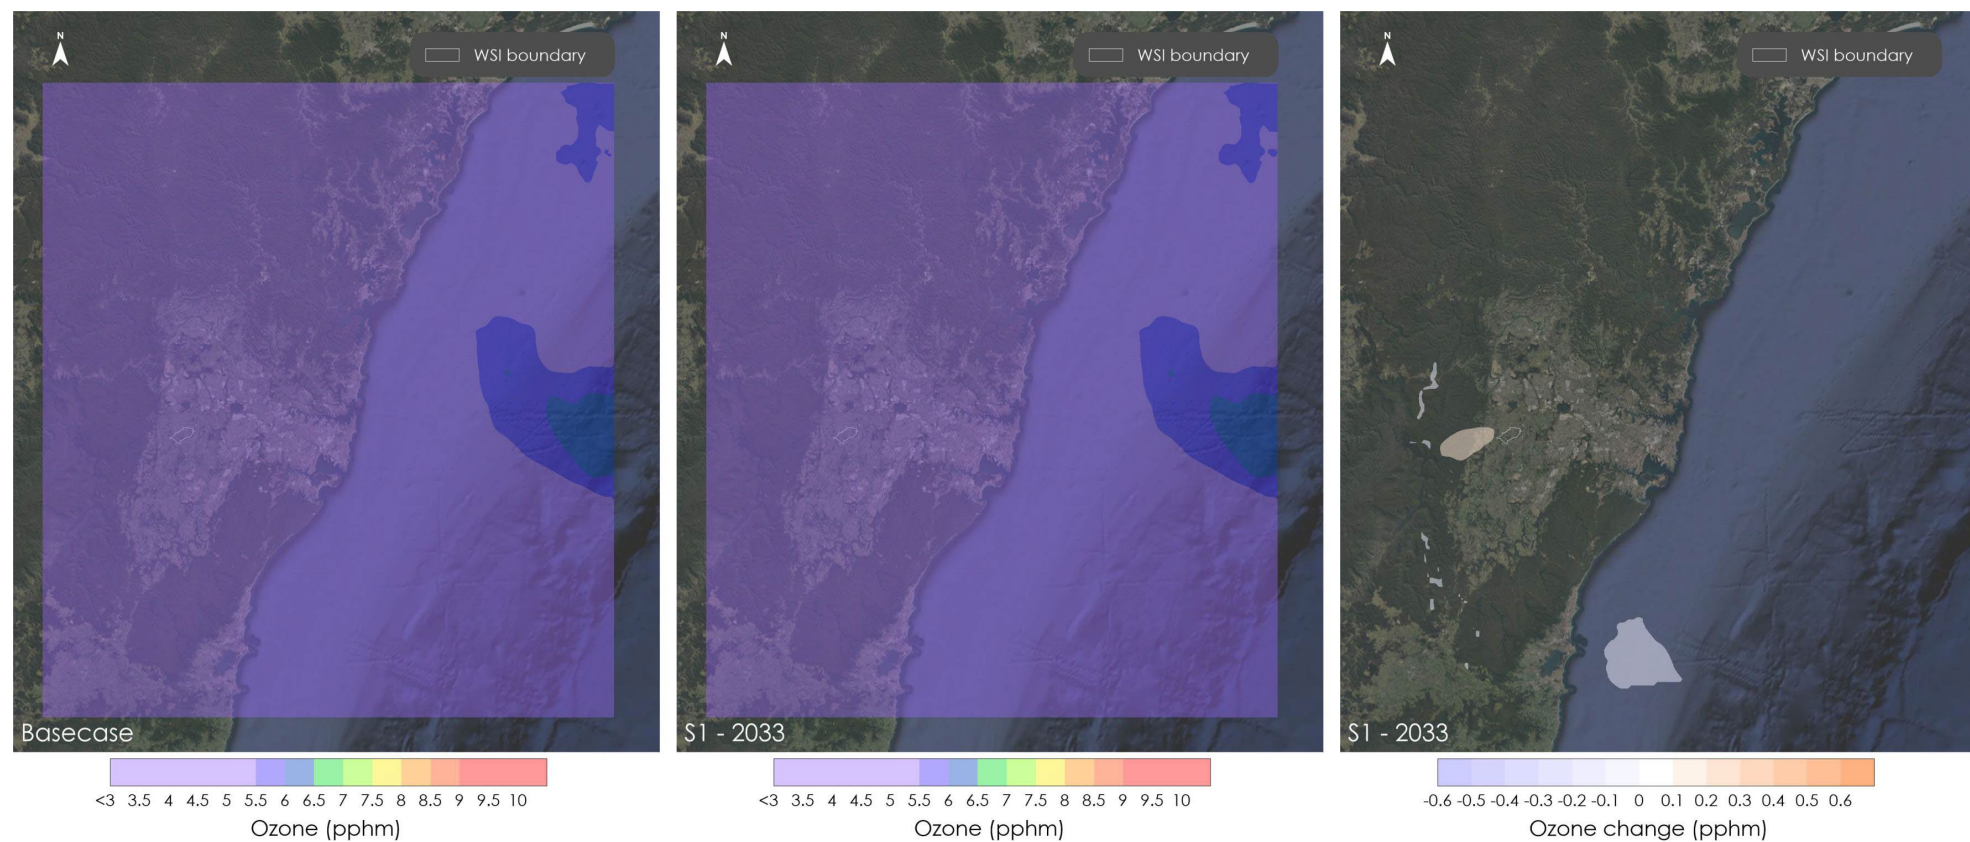 N
WSI boundary
Basecase
<3 3.5 4 4.5 5 5.5 6 6.5 7 7.5 8 8.5 9 9.5 10
Ozone (pphm)
N
WSI boundary
S1 - 2033
<3 3.5 4 4.5 5 5.5 6 6.5 7 7.5 8 8.5 9 9.5 10
Ozone (pphm)
N
WSI boundary
S1 - 2033
-0.6 -0.5 -0.4 -0.3 -0.2 -0.1 0 0.1 0.2 0.3 0.4 0.5 0.6
Ozone change (pphm)